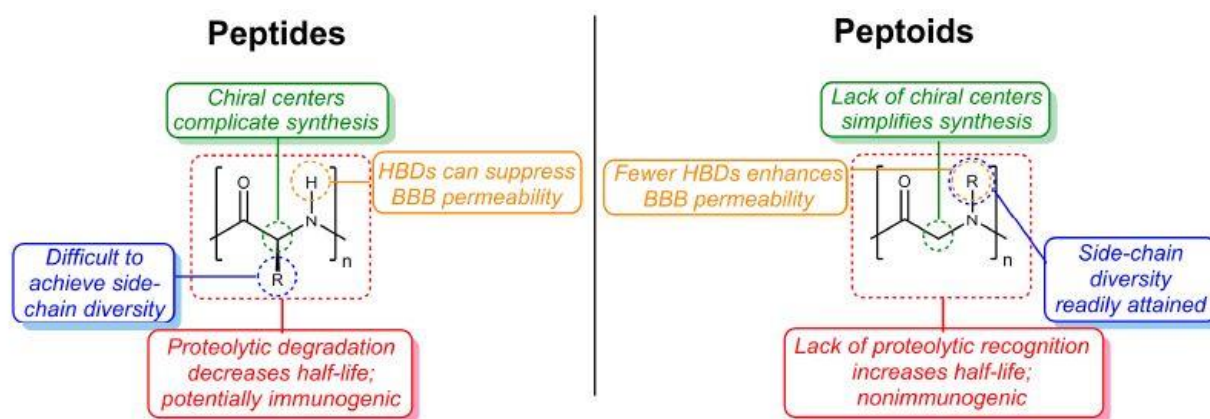 Peptides
Chiral centers
complicate synthesis
HBDs can suppress
BBB permeability
O
H
N
n
R
Difficult to
achieve side-
chain diversity
Proteolytic degradation
decreases half-life;
potentially immunogenic
Peptoids
Lack of chiral centers
simplifies synthesis
Fewer HBDs enhances
BBB permeability
O
R
N
n
Side-chain
diversity
readily attained
Lack of proteolytic recognition
increases half-life;
nonimmunogenic